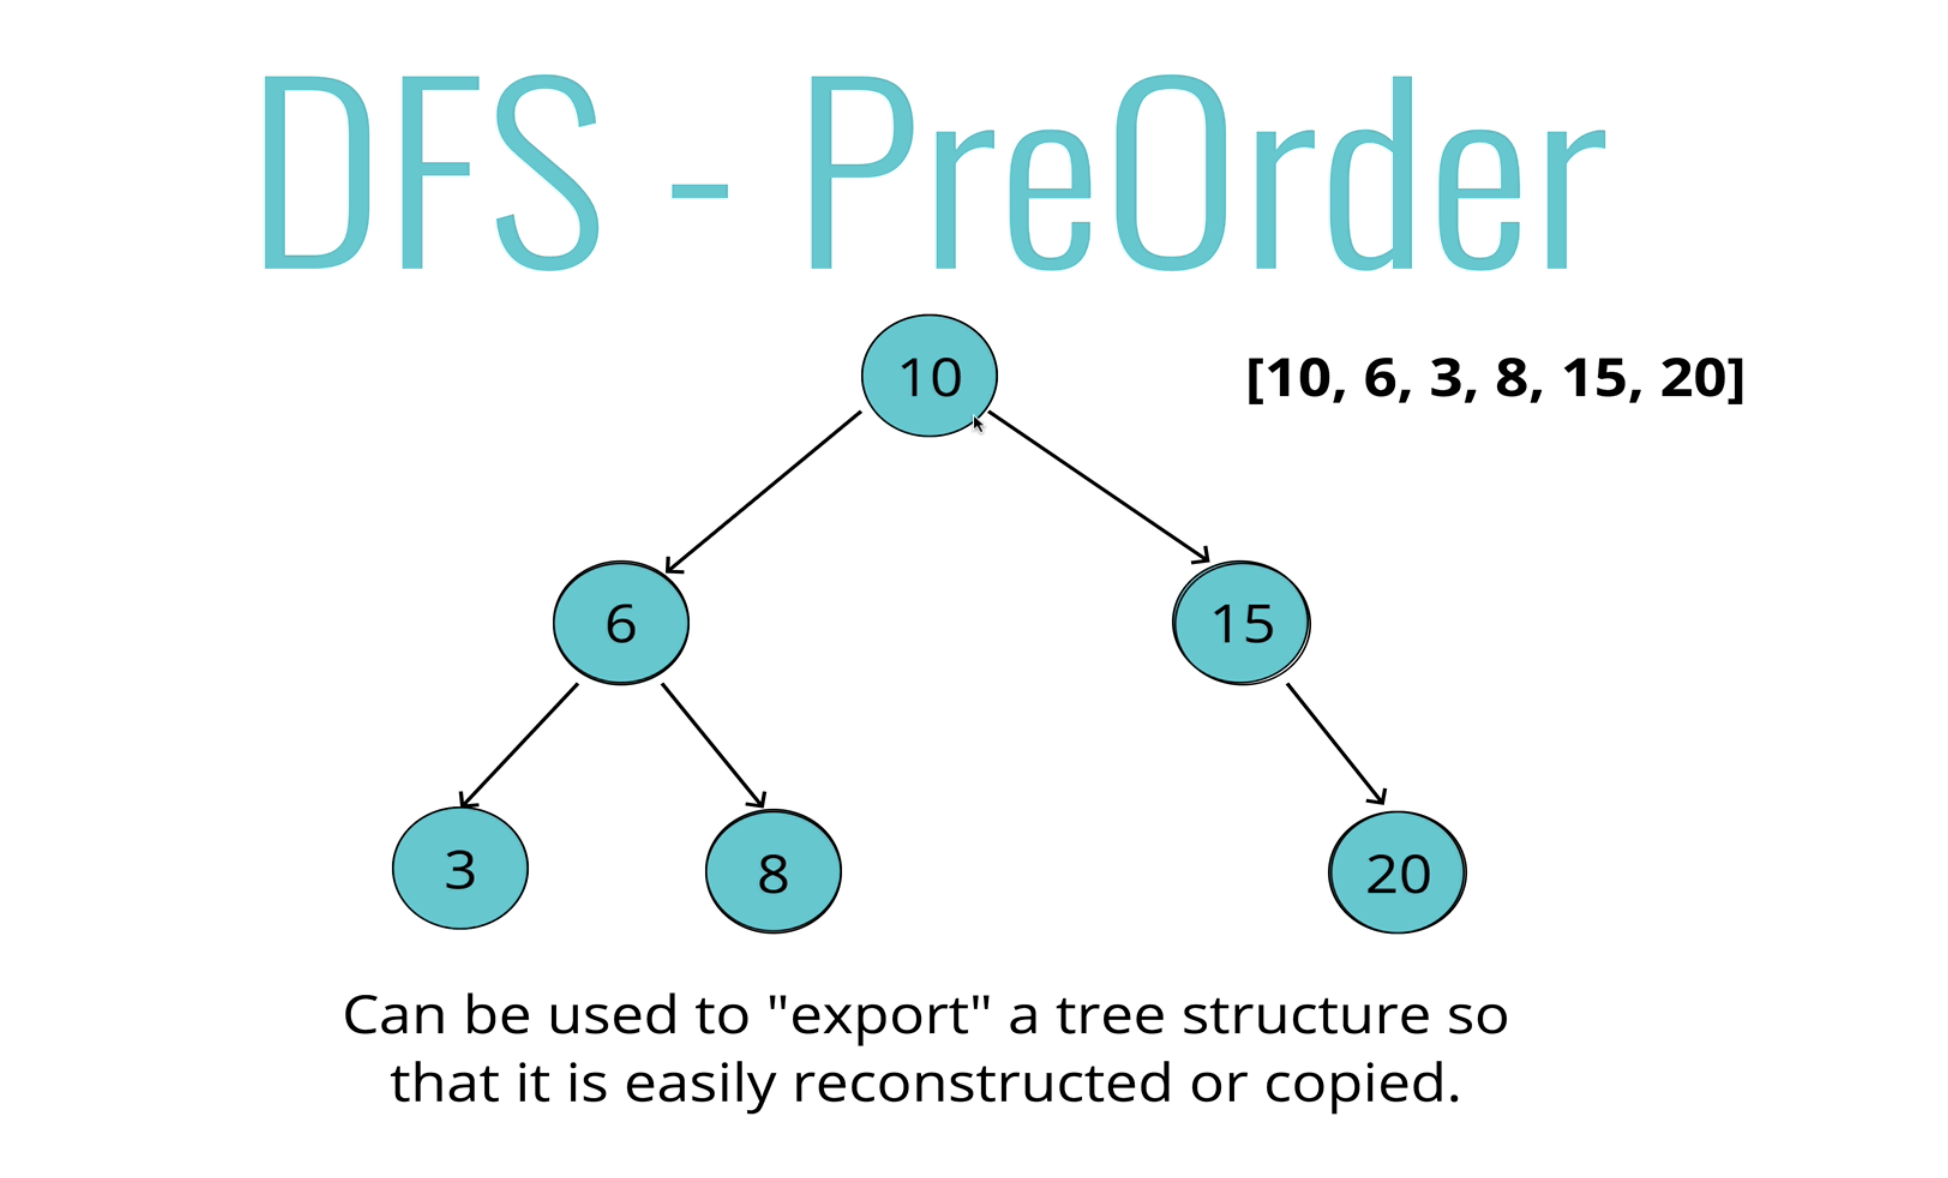 DFS - PreOrder
10
[10, 6, 3, 8, 15, 20]
6
15
3
8
20
Can be used to "export" a tree structure so
that it is easily reconstructed or copied.